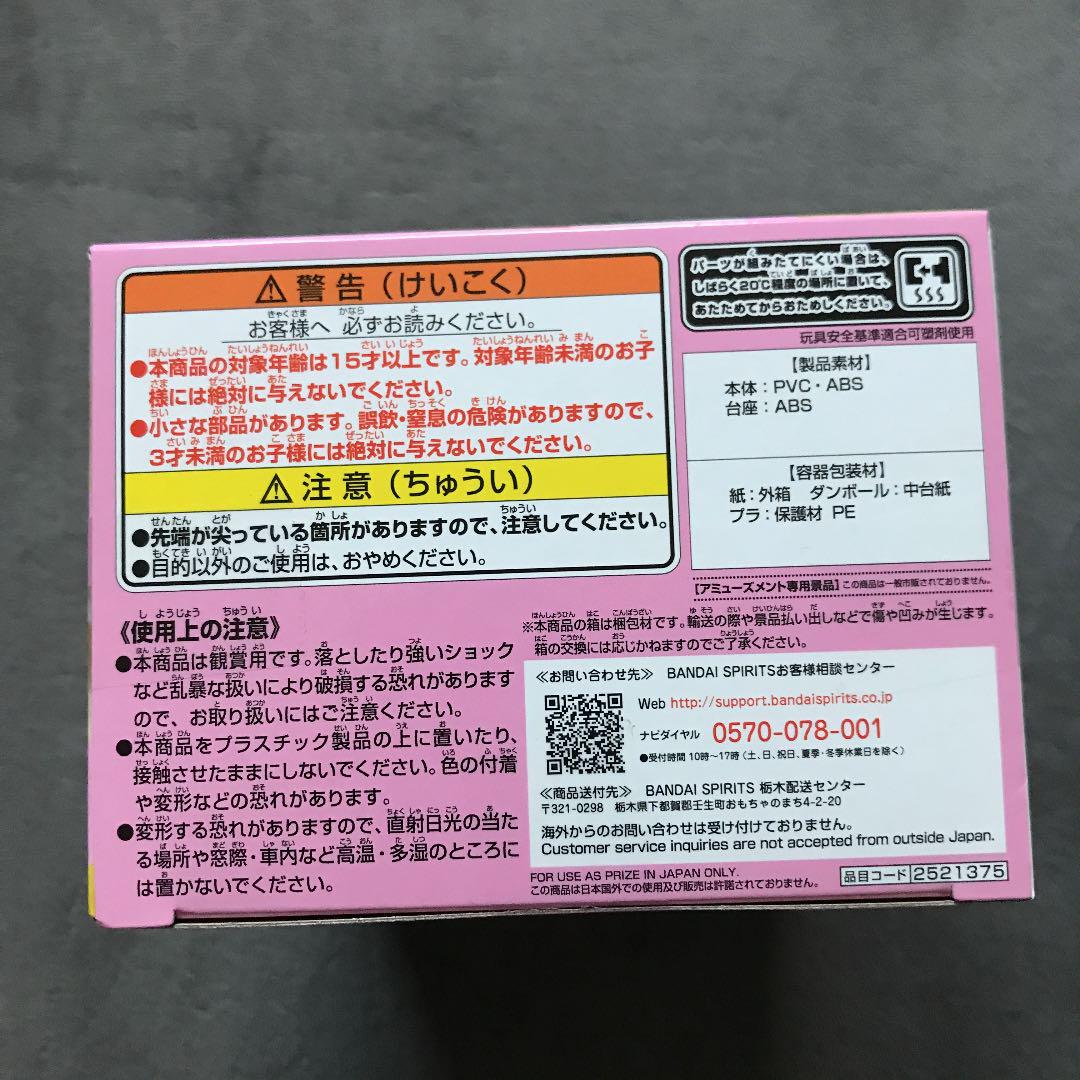 ⚠警告（けいこく）
お客様へ 必ずお読みください。
●本商品の対象年齢は15才以上です。対象年齢未満のお子
様には絶対に与えないでください。
●小さな部品があります。誤飲・窒息の危険がありますので、
3才未満のお子様には絶対に与えないでください。
⚠注意（ちゅうい）
●先端が尖っている箇所がありますので、注意してください。
●目的以外のご使用は、おやめください。
《使用上の注意》
●本商品は観賞用です。落としたり強いショック
など乱暴な扱いにより破損する恐れがあります
ので、お取り扱いにはご注意ください。
●本商品をプラスチック製品の上に置いたり、
接触させたままにしないでください。色の付着
や変形などの恐れがあります。
●変形する恐れがありますので、直射日光の当た
る場所や窓際・車内など高温・多湿のところに
は置かないでください。
パーツが組みたてにくい場合は、
しばらく20℃程度の場所に置いて、
あたためてからおためしください。
玩具安全基準適合可塑剤使用
【製品素材】
本体：PVC・ABS
台座：ABS
【容器包装材】
紙：外箱 ダンボール：中台紙
プラ：保護材 PE
【アミューズメント専用景品】この商品は一般市販されておりません。
※本商品の箱は梱包材です。輸送の際や景品払い出しなどで傷や凹みが生じます。
箱の交換には応じかねますのでご了承ください。
≪お問い合わせ先≫ BANDAI SPIRITSお客様相談センター
Web http://support.bandaispirits.co.jp
ナビダイヤル 0570-078-001
●受付時間 10時～17時（土、日、祝日、夏季・冬季休業日を除く）
≪商品送付先≫ BANDAI SPIRITS 栃木配送センター
〒321-0298 栃木県下都賀郡壬生町おもちゃのまち4-2-20
海外からのお問い合わせは受け付けておりません。
Customer service inquiries are not accepted from outside Japan.
FOR USE AS PRIZE IN JAPAN ONLY.
この商品は日本国外での使用及び販売は許諾されておりません。
品目コード 2521375